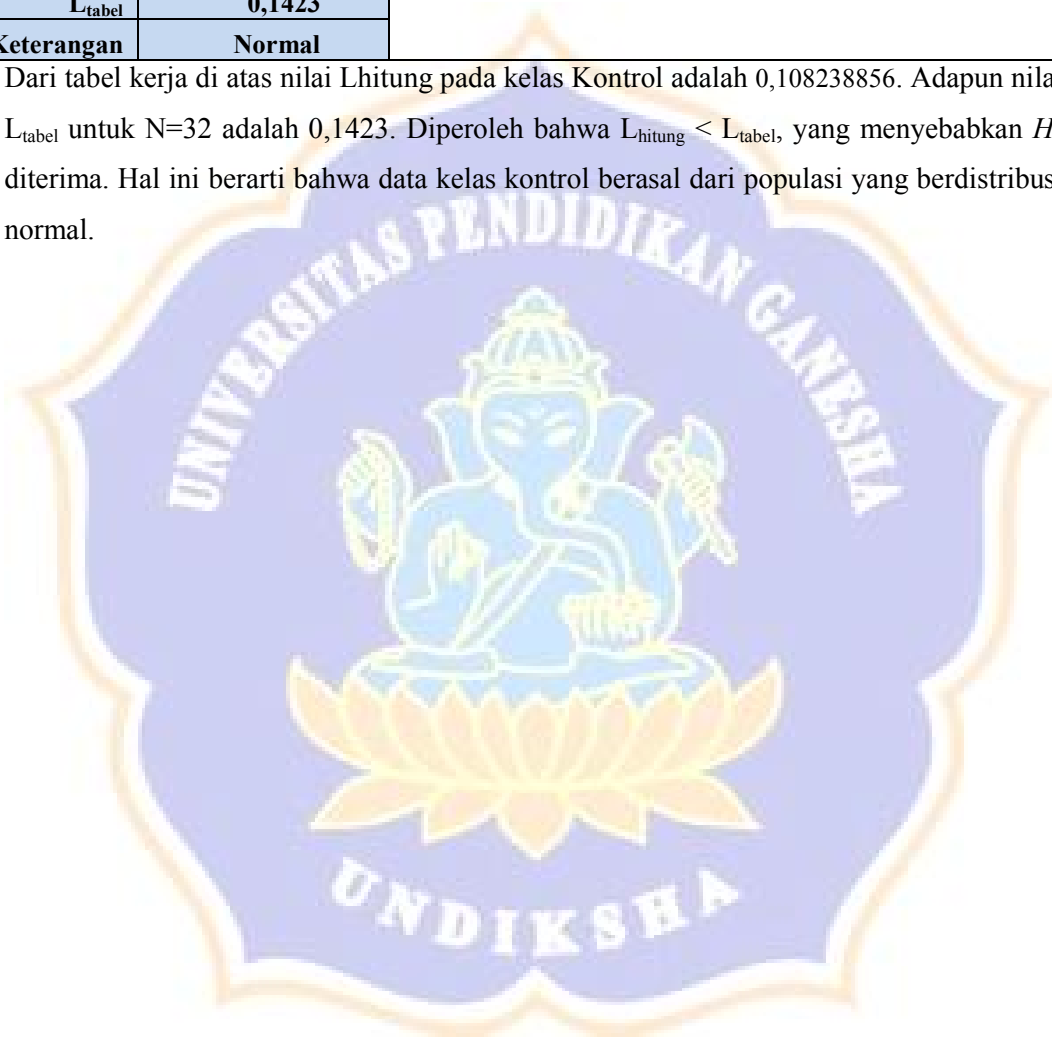 Ltabel 0,1423
Keterangan Normal
Dari tabel kerja di atas nilai Lhitung pada kelas Kontrol adalah 0,108238856. Adapun nila
Ltabel untuk N=32 adalah 0,1423. Diperoleh bahwa Lhitung < Ltabel, yang menyebabkan H
diterima. Hal ini berarti bahwa data kelas kontrol berasal dari populasi yang berdistribus
normal.
UNIVERSITAS PENDIDIKAN GANESHA
UNDIKSHA